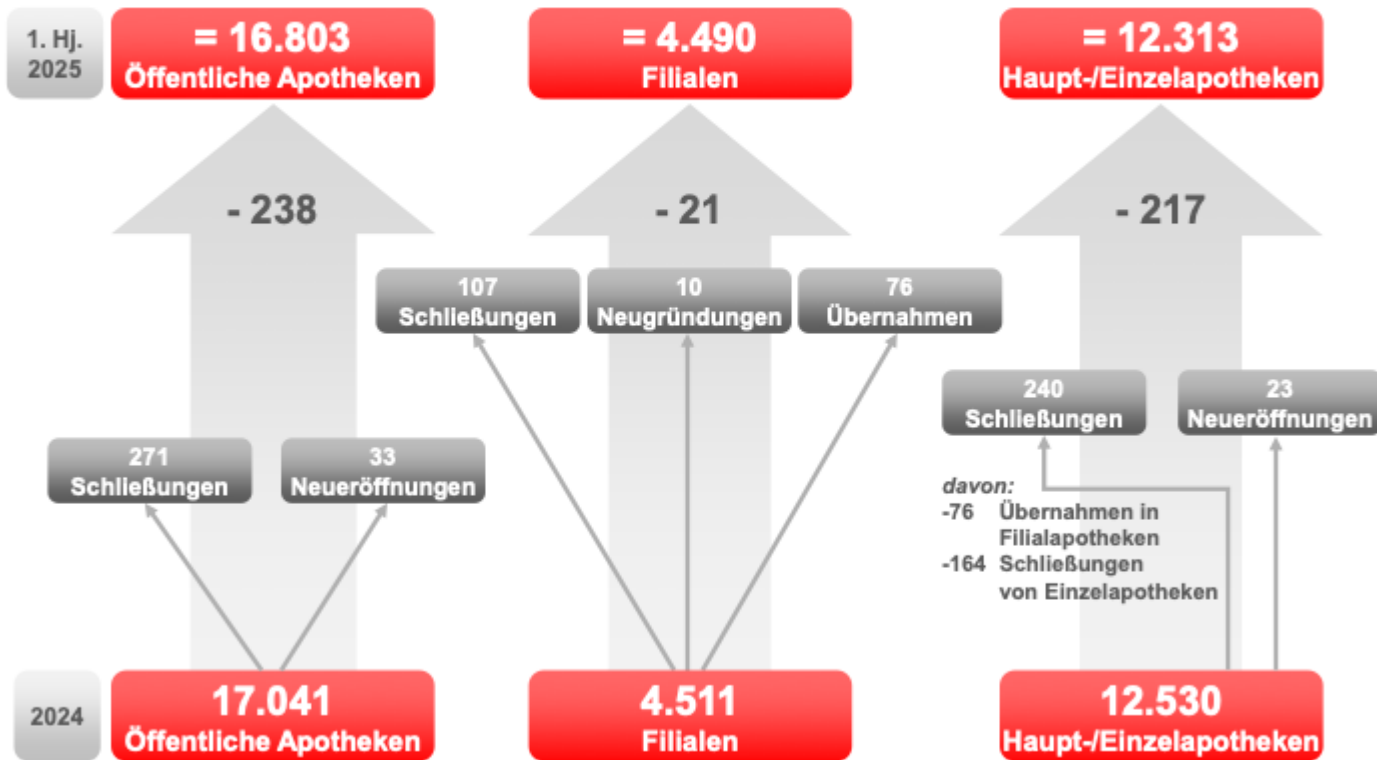 1. Hj.
2025
= 16.803
Öffentliche Apotheken
= 4.490
Filialen
= 12.313
Haupt-/Einzelapotheken
- 238
- 21
- 217
107
Schließungen
10
Neugründungen
76
Übernahmen
240
Schließungen
23
Neueröffnungen
271
Schließungen
33
Neueröffnungen
davon:
-76 Übernahmen in
Filialapotheken
-164 Schließungen
von Einzelapotheken
2024
17.041
Öffentliche Apotheken
4.511
Filialen
12.530
Haupt-/Einzelapotheken